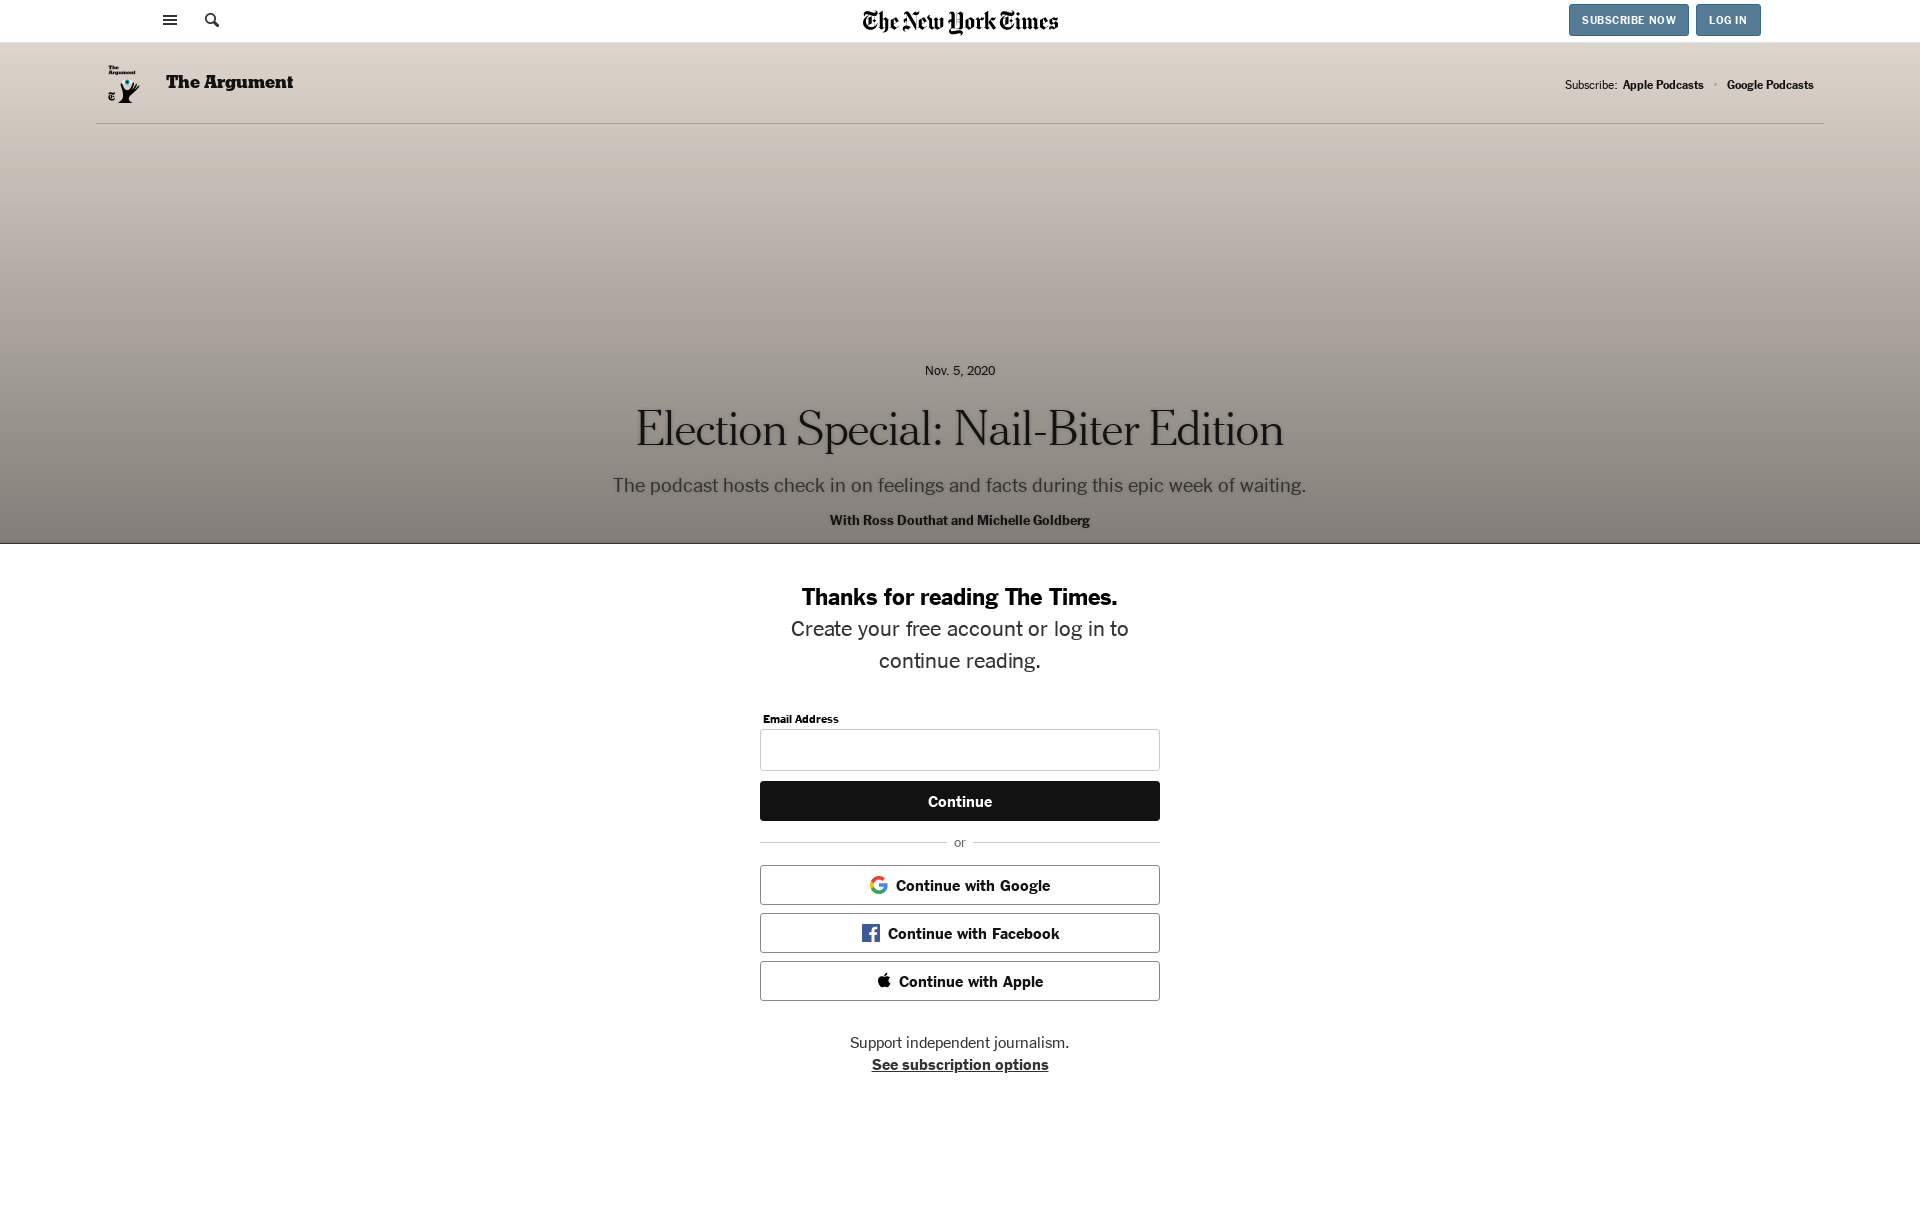 The New York Times
SUBSCRIBE NOW
LOG IN
The
Argument
The Argument
Subscribe: Apple Podcasts • Google Podcasts
Nov. 5, 2020
Election Special: Nail-Biter Edition
The podcast hosts check in on feelings and facts during this epic week of waiting.
With Ross Douthat and Michelle Goldberg
Thanks for reading The Times.
Create your free account or log in to
continue reading.
Email Address
Continue
or
Continue with Google
Continue with Facebook
Continue with Apple
Support independent journalism.
See subscription options